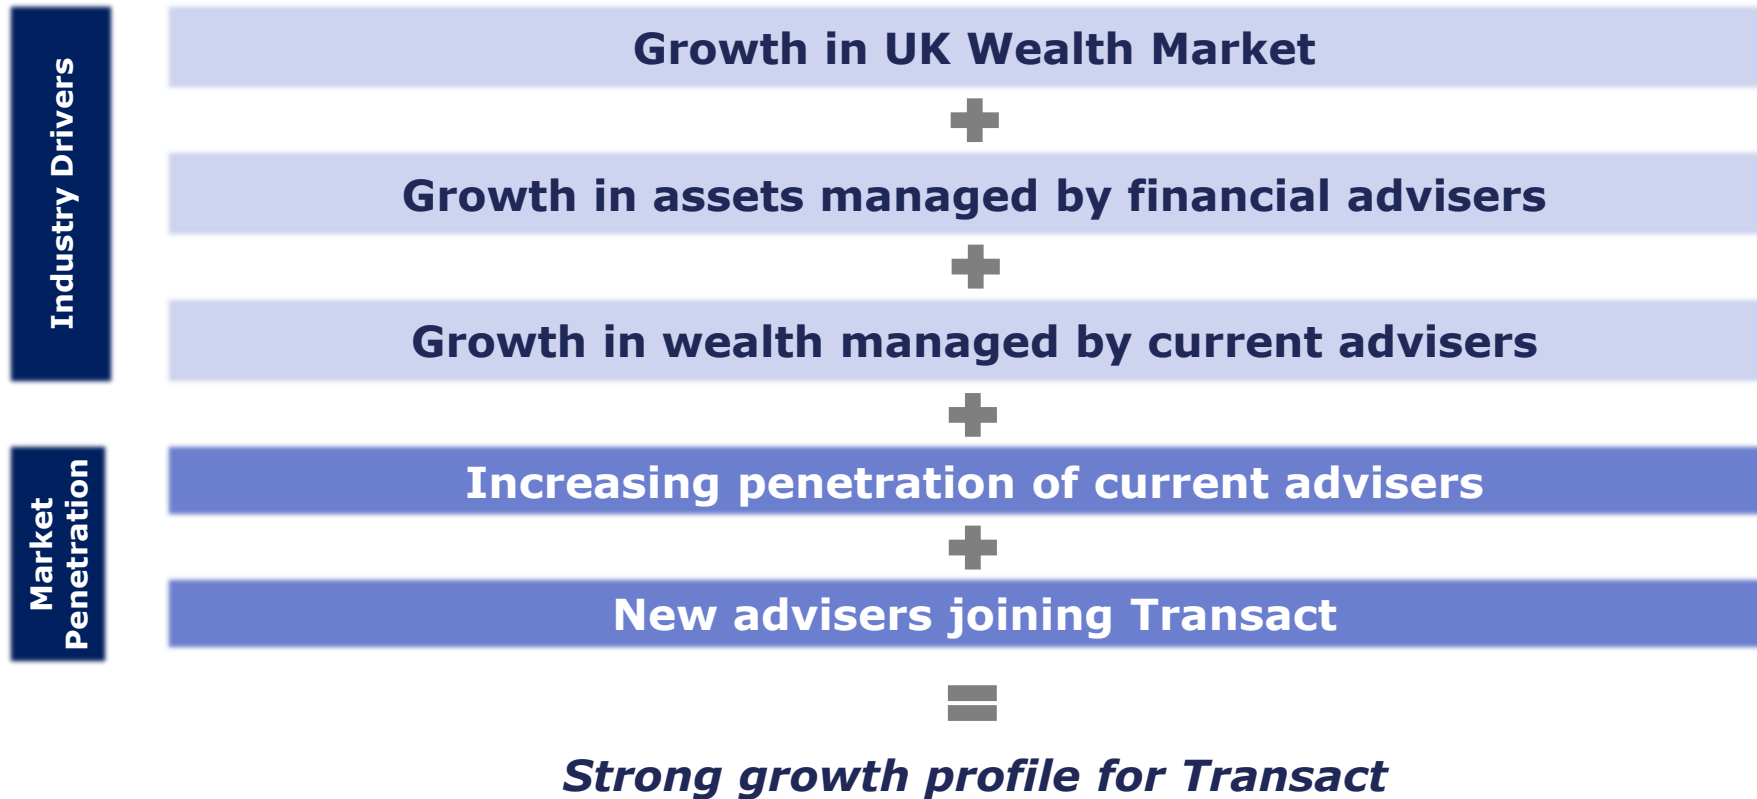 Industry Drivers
Growth in UK Wealth Market
Growth in assets managed by financial advisers
Growth in wealth managed by current advisers
Market
Penetration
Increasing penetration of current advisers
New advisers joining Transact
Strong growth profile for Transact